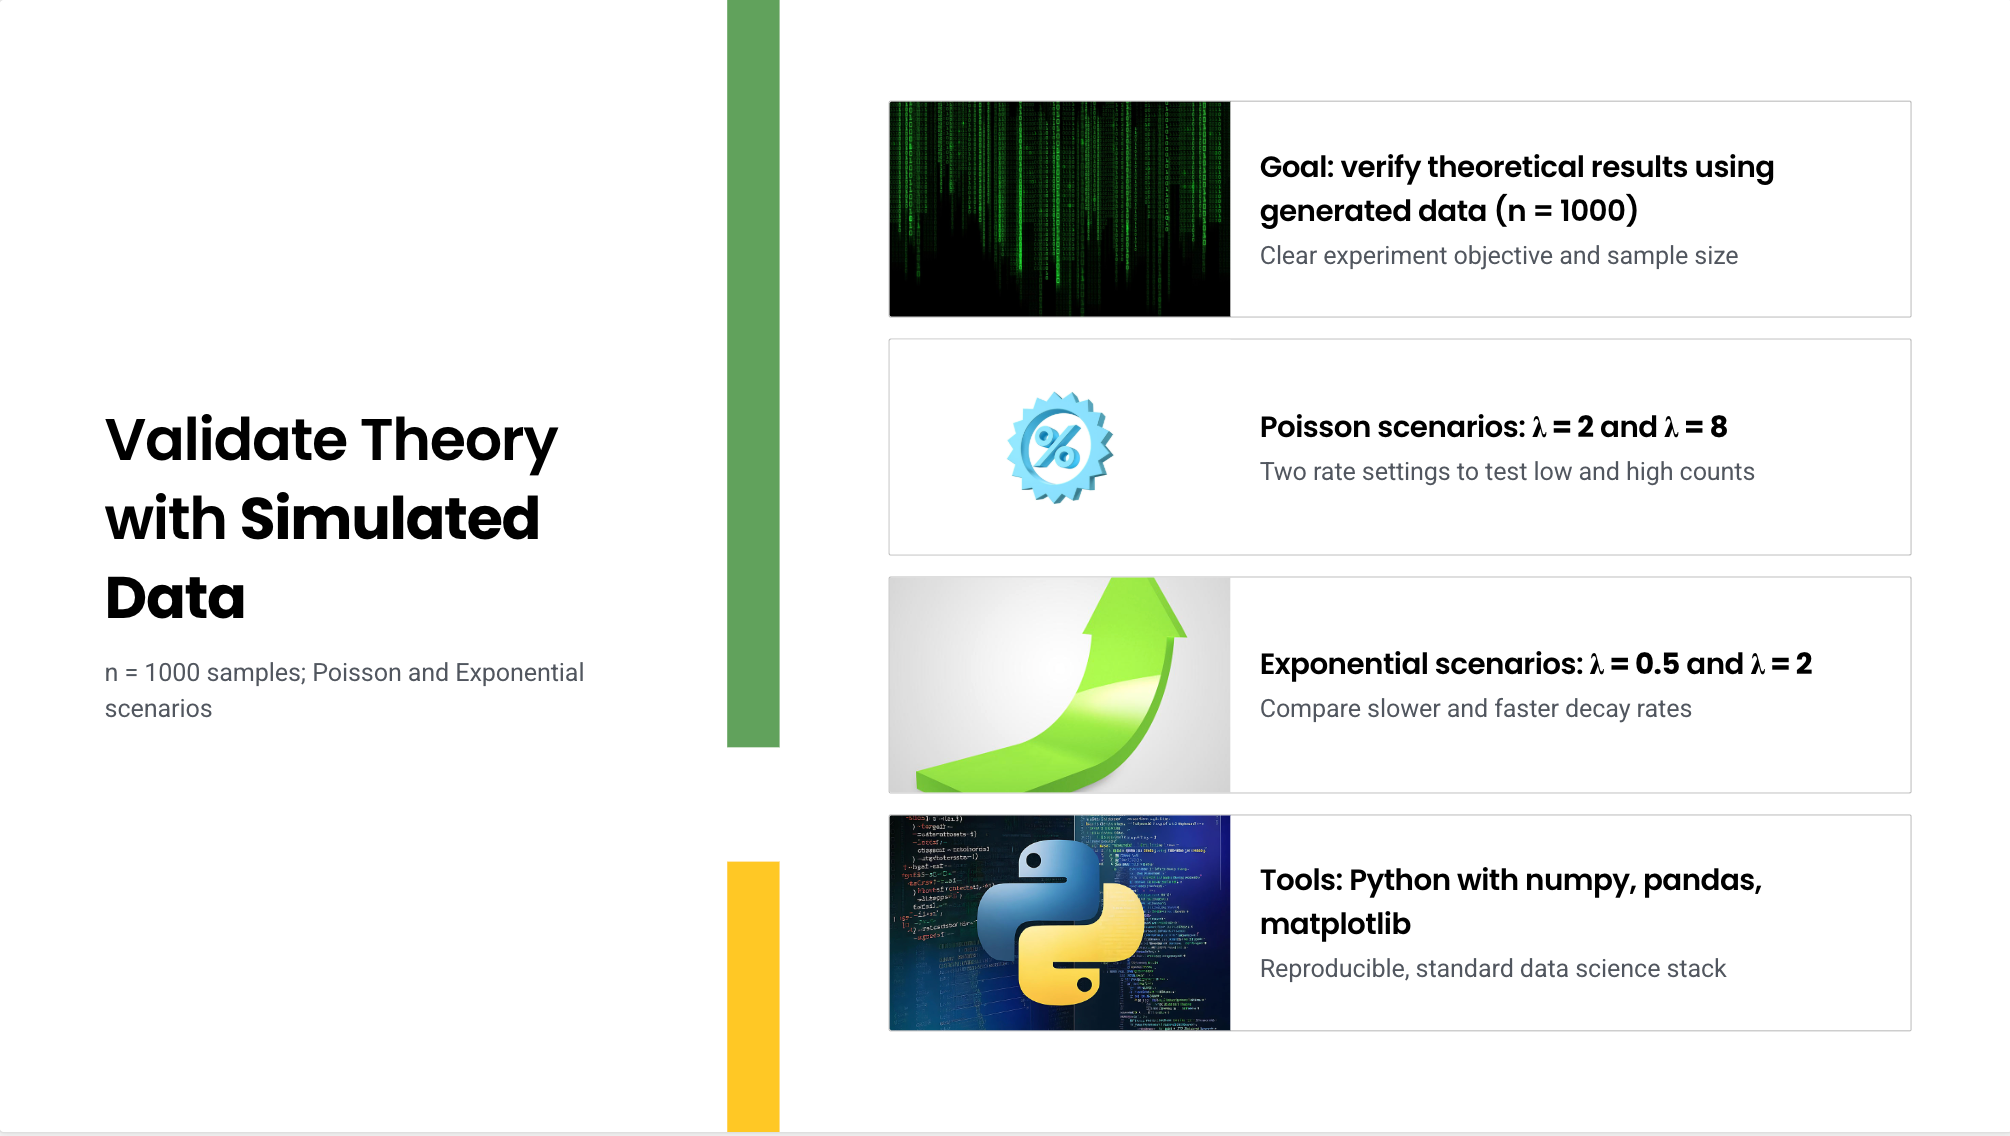 Validate Theory
with Simulated
Data
n = 1000 samples; Poisson and Exponential
scenarios
Goal: verify theoretical results using
generated data (n = 1000)
Clear experiment objective and sample size
%
Poisson scenarios: λ = 2 and λ = 8
Two rate settings to test low and high counts
Exponential scenarios: λ = 0.5 and λ = 2
Compare slower and faster decay rates
Tools: Python with numpy, pandas,
matplotlib
Reproducible, standard data science stack